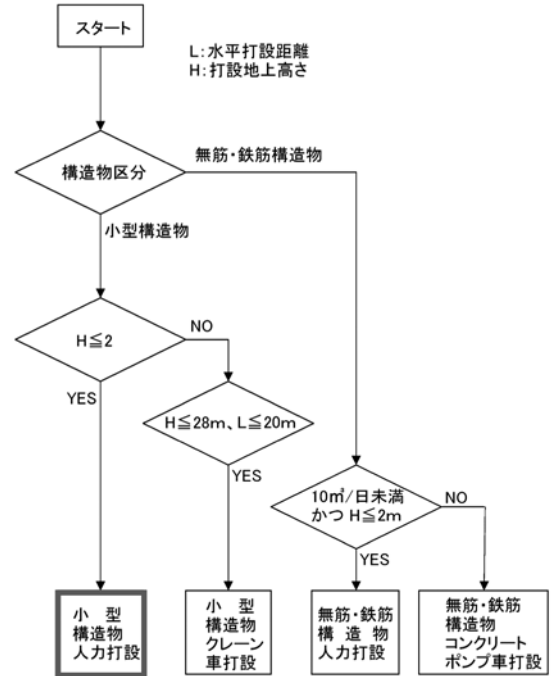 スタート
L:水平打設距離
H:打設地上高さ
構造物区分
無筋・鉄筋構造物
小型構造物
H≦2
NO
YES
H≦28m、L≦20m
YES
10㎥/日未満
かつ H≦2m
NO
YES
小 型
構造物
人力打設
小 型
構造物
クレーン
車打設
無筋・鉄筋
構 造 物
人力打設
無筋・鉄筋
構造物
コンクリート
ポンプ車打設